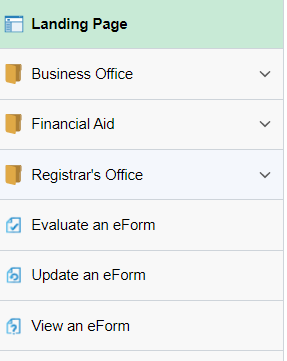 Landing Page
Business Office
Financial Aid
Registrar's Office
Evaluate an eForm
Update an eForm
View an eForm